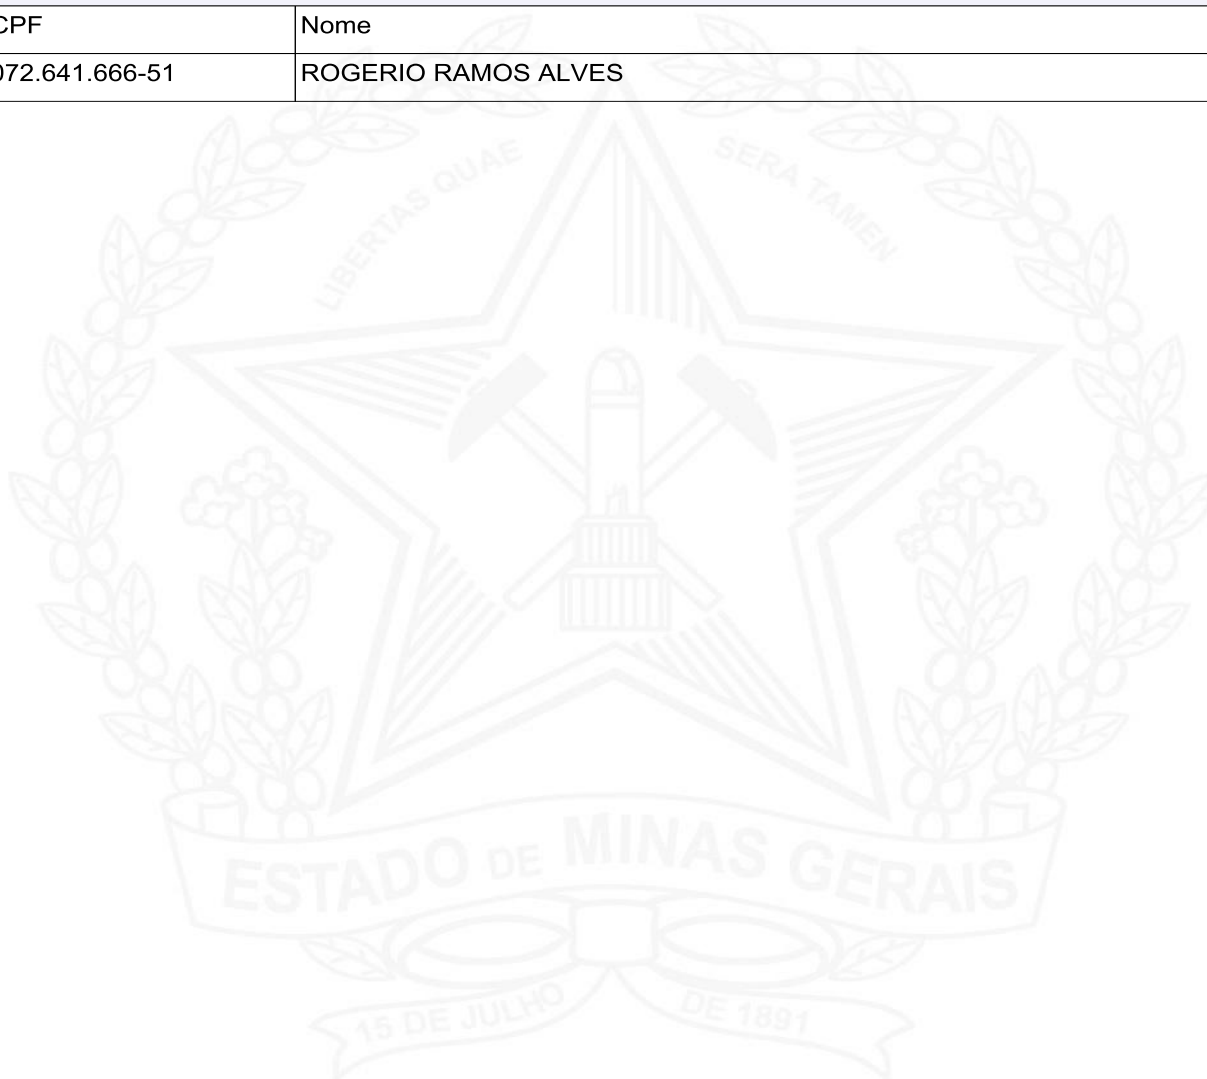 CPF Nome
072.641.666-51 ROGERIO RAMOS ALVES
LIBERTAS QUAE SERA TAMEN
ESTADO DE MINAS GERAIS
15 DE JULHO DE 1891